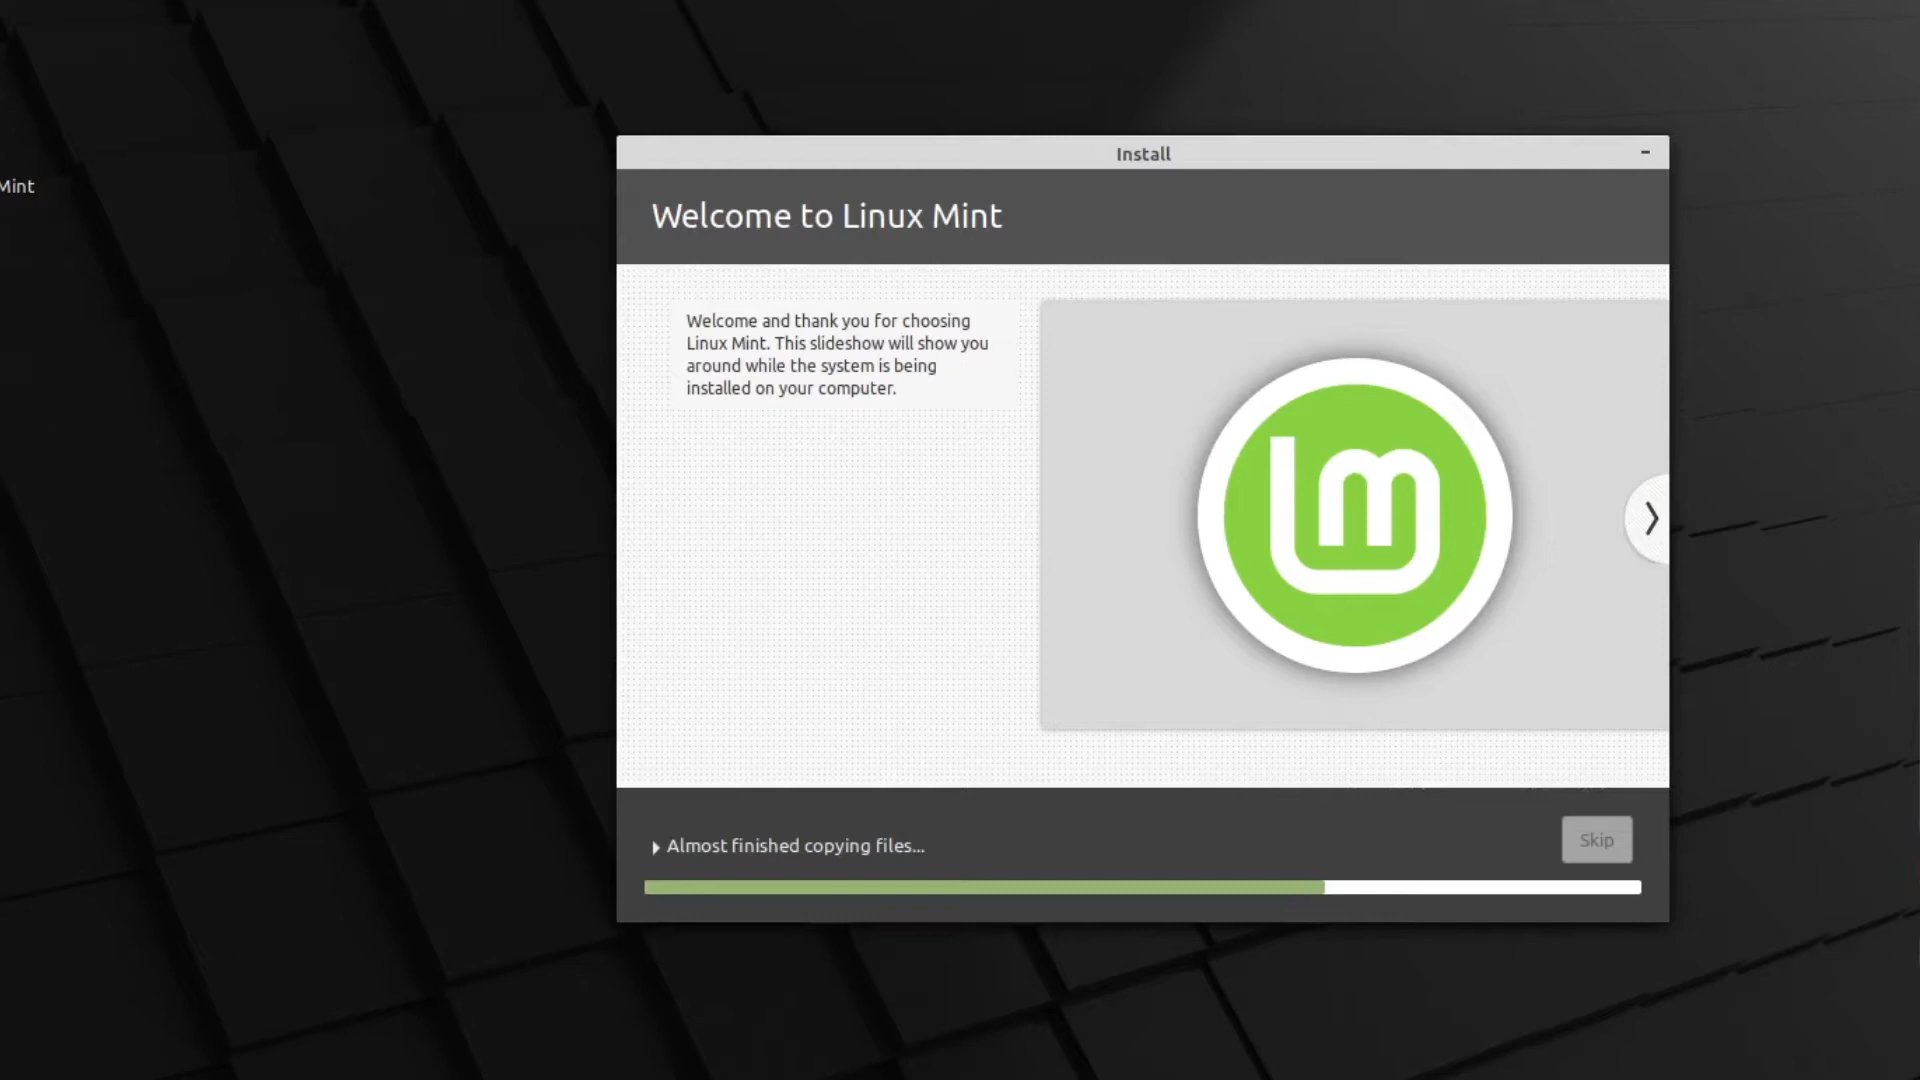 Install
Mint
Welcome to Linux Mint
Welcome and thank you for choosing
Linux Mint. This slideshow will show you
around while the system is being
installed on your computer.
lm
Almost finished copying files...
Skip